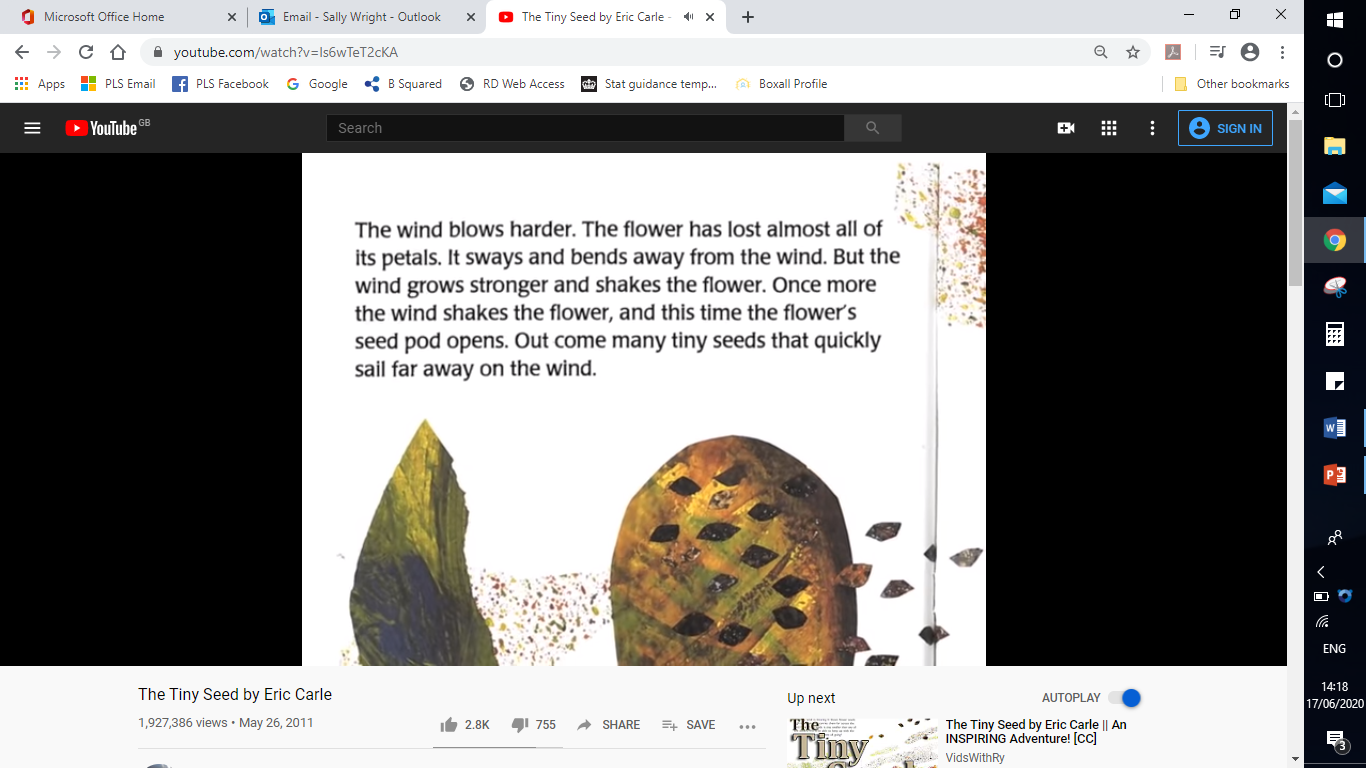 Microsoft Office Home
Email - Sally Wright - Outlook
The Tiny Seed by Eric Carle -
youtube.com/watch?v=Is6wTeT2cKA
Apps
PLS Email
PLS Facebook
Google
B Squared
RD Web Access
Stat guidance temp...
Boxall Profile
Other bookmarks
YouTube GB
Search
SIGN IN
The wind blows harder. The flower has lost almost all of
its petals. It sways and bends away from the wind. But the
wind grows stronger and shakes the flower. Once more
the wind shakes the flower, and this time the flower's
seed pod opens. Out come many tiny seeds that quickly
sail far away on the wind.
ENG
14:18
17/06/2020
3
The Tiny Seed by Eric Carle
1,927,386 views • May 26, 2011
2.8K
755
SHARE
SAVE
Up next
AUTOPLAY
The
Tiny
The Tiny Seed by Eric Carle || An
INSPIRING Adventure! [CC]
VidsWithRy